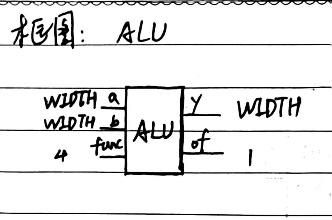 框图: ALU
WIDTH a ALU y WIDTH
WIDTH b
4 func of 1